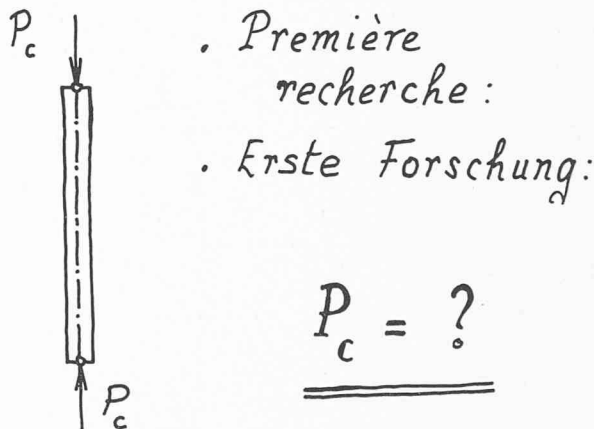 P_c
. Première
recherche :
. Erste Forschung:
P_c = ?
P_c